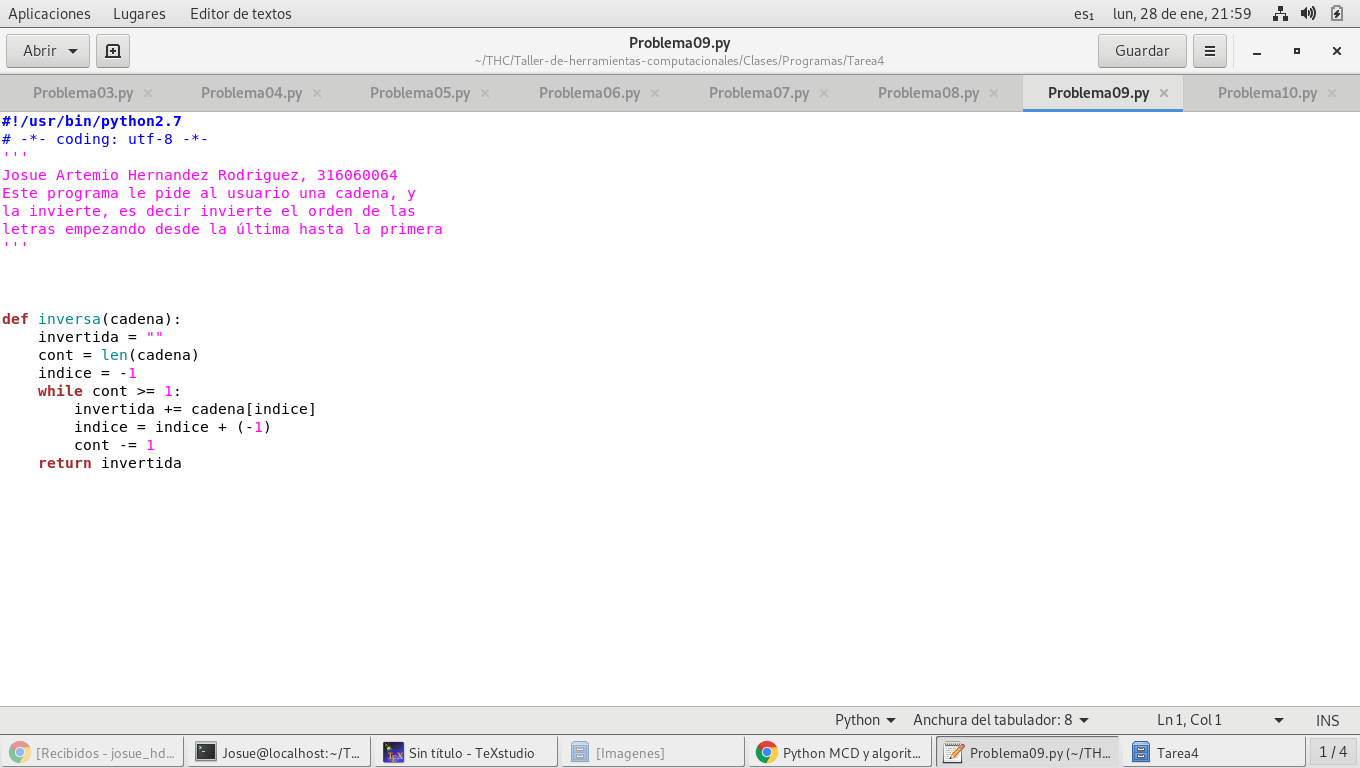 Aplicaciones Lugares Editor de textos es₁ lun, 28 de ene, 21:59
Abrir Problema09.py Guardar
~/THC/Taller-de-herramientas-computacionales/Clases/Programas/Tarea4
Problema03.py × Problema04.py × Problema05.py × Problema06.py × Problema07.py × Problema08.py × Problema09.py × Problema10.py ×
#!/usr/bin/python2.7
# -*- coding: utf-8 -*-
'''
Josue Artemio Hernandez Rodriguez, 316060064
Este programa le pide al usuario una cadena, y
la invierte, es decir invierte el orden de las
letras empezando desde la última hasta la primera
'''
def inversa(cadena):
    invertida = ""
    cont = len(cadena)
    indice = -1
    while cont >= 1:
        invertida += cadena[indice]
        indice = indice + (-1)
        cont -= 1
    return invertida
Python Anchura del tabulador: 8 Ln 1, Col 1 INS
[Recibidos - josue_hd... Josue@localhost:~/T... Sin título - TeXstudio [Imagenes] Python MCD y algorit... Problema09.py (~/TH... Tarea4 1 / 4